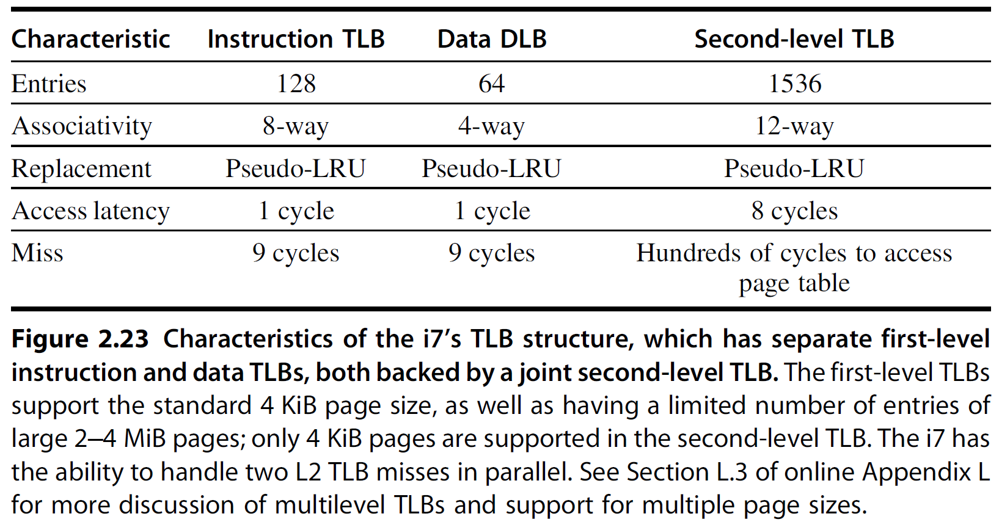 Characteristic Instruction TLB Data DLB Second-level TLB
Entries 128 64 1536
Associativity 8-way 4-way 12-way
Replacement Pseudo-LRU Pseudo-LRU Pseudo-LRU
Access latency 1 cycle 1 cycle 8 cycles
Miss 9 cycles 9 cycles Hundreds of cycles to access
page table
Figure 2.23 Characteristics of the i7’s TLB structure, which has separate first-level
instruction and data TLBs, both backed by a joint second-level TLB. The first-level TLBs
support the standard 4 KiB page size, as well as having a limited number of entries of
large 2–4 MiB pages; only 4 KiB pages are supported in the second-level TLB. The i7 has
the ability to handle two L2 TLB misses in parallel. See Section L.3 of online Appendix L
for more discussion of multilevel TLBs and support for multiple page sizes.